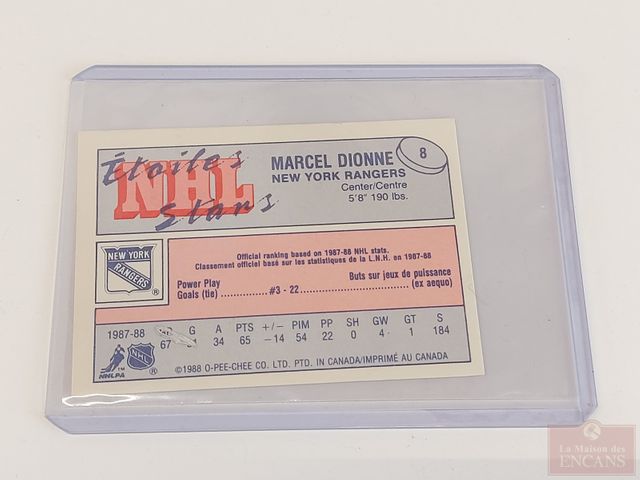 Étoiles
NHL
Stars
MARCEL DIONNE
NEW YORK RANGERS
Center/Centre
5'8" 190 lbs.
8
NEW YORK
RANGERS
®
Official ranking based on 1987-88 NHL stats.
Classement officiel basé sur les statistiques de la L.N.H. en 1987-88
Power Play Buts sur jeux de puissance
Goals (tie) ..............#3 - 22.............................. (ex aequo)
G A PTS +/– PIM PP SH GW GT S
1987-88 67 34 65 –14 54 22 0 4 1 184
NHLPA
™
NHL
®
©1988 O-PEE-CHEE CO. LTD. PTD. IN CANADA/IMPRIMÉ AU CANADA
La Maison des
ENCANS